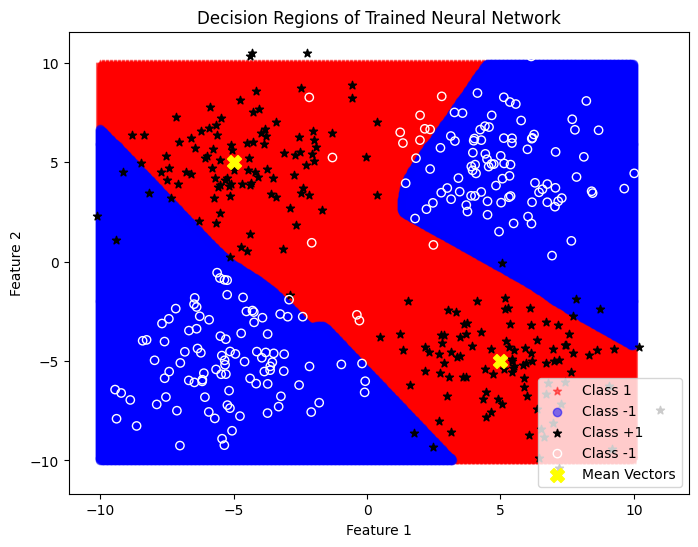 Decision Regions of Trained Neural Network
10
5
0
−5
−10
Feature 2
−10 −5 0 5 10
Feature 1
Class 1
Class -1
Class +1
Class -1
Mean Vectors